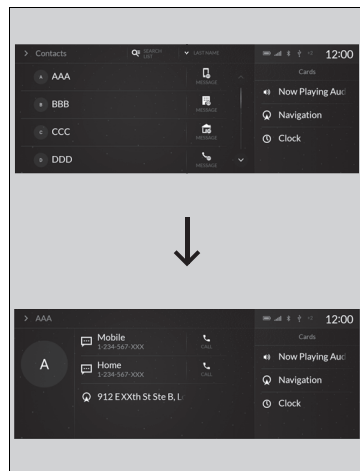 > Contacts
SEARCH LIST
LAST NAME
12:00
A AAA
MESSAGE
B BBB
MESSAGE
C CCC
MESSAGE
D DDD
MESSAGE
Cards
Now Playing Aud
Navigation
Clock
> AAA
12:00
A
Mobile
1-234-567-XXX
CALL
Home
1-234-567-XXX
CALL
912 EXXth St Ste B, L
Cards
Now Playing Aud
Navigation
Clock